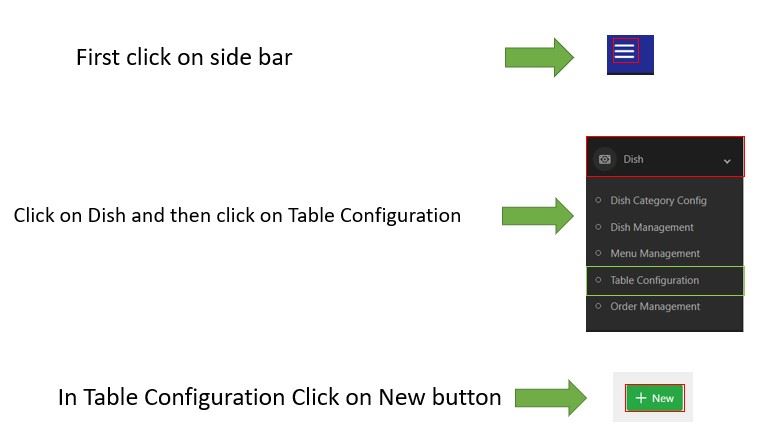 First click on side bar
Dish
Dish Category Config
Click on Dish and then click on Table Configuration
Dish Management
Menu Management
Table Configuration
Order Management
In Table Configuration Click on New button
+ New